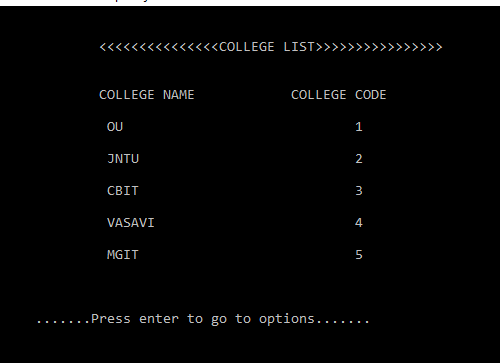 <<<<<<<<<<<<<<<COLLEGE LIST>>>>>>>>>>>>>>>>
COLLEGE NAME COLLEGE CODE
OU 1
JNTU 2
CBIT 3
VASAVI 4
MGIT 5
.......Press enter to go to options.......